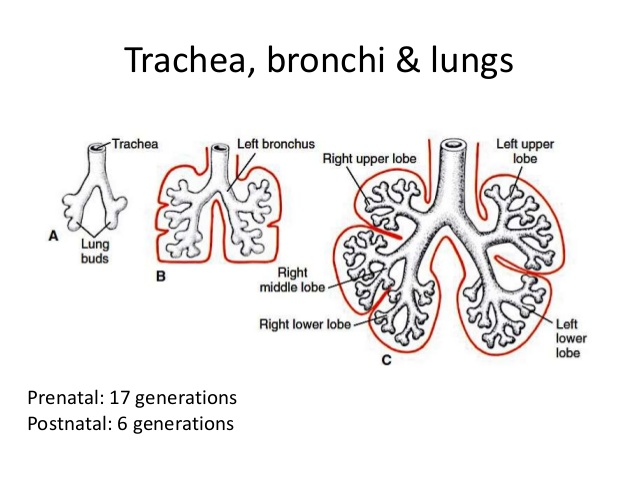 Trachea, bronchi & lungs
Trachea
Left bronchus
Right upper lobe
Left upper
lobe
A
Lung
buds
B
Right
middle lobe
Right lower lobe
C
Left
lower
lobe
Prenatal: 17 generations
Postnatal: 6 generations